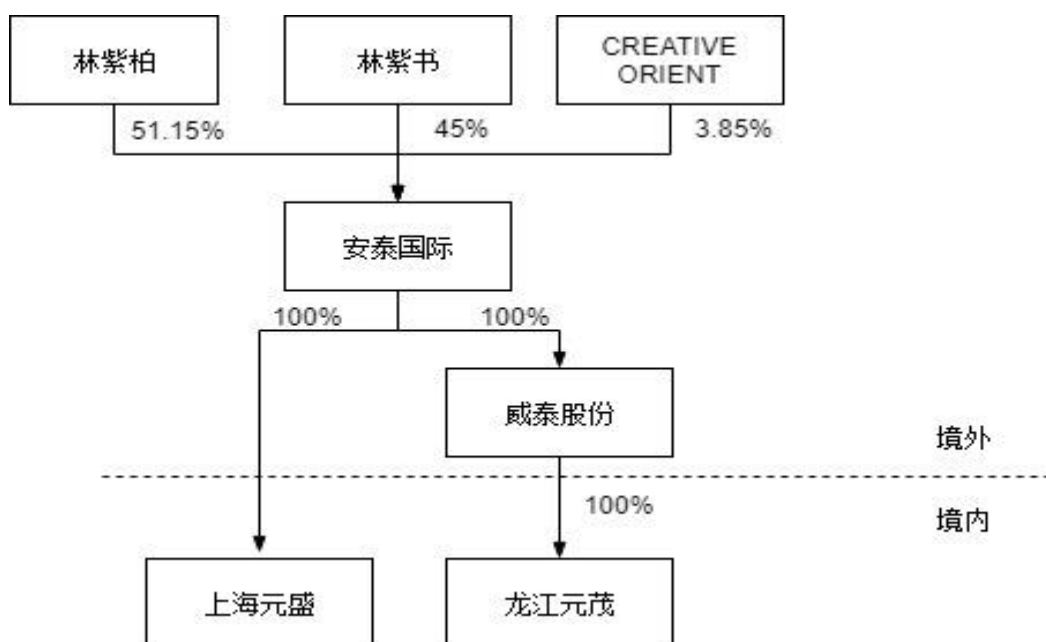 林紫柏
林紫书
CREATIVE
ORIENT
51.15%
45%
3.85%
安泰国际
100%
100%
威泰股份
境外
100%
境内
上海元盛
龙江元茂